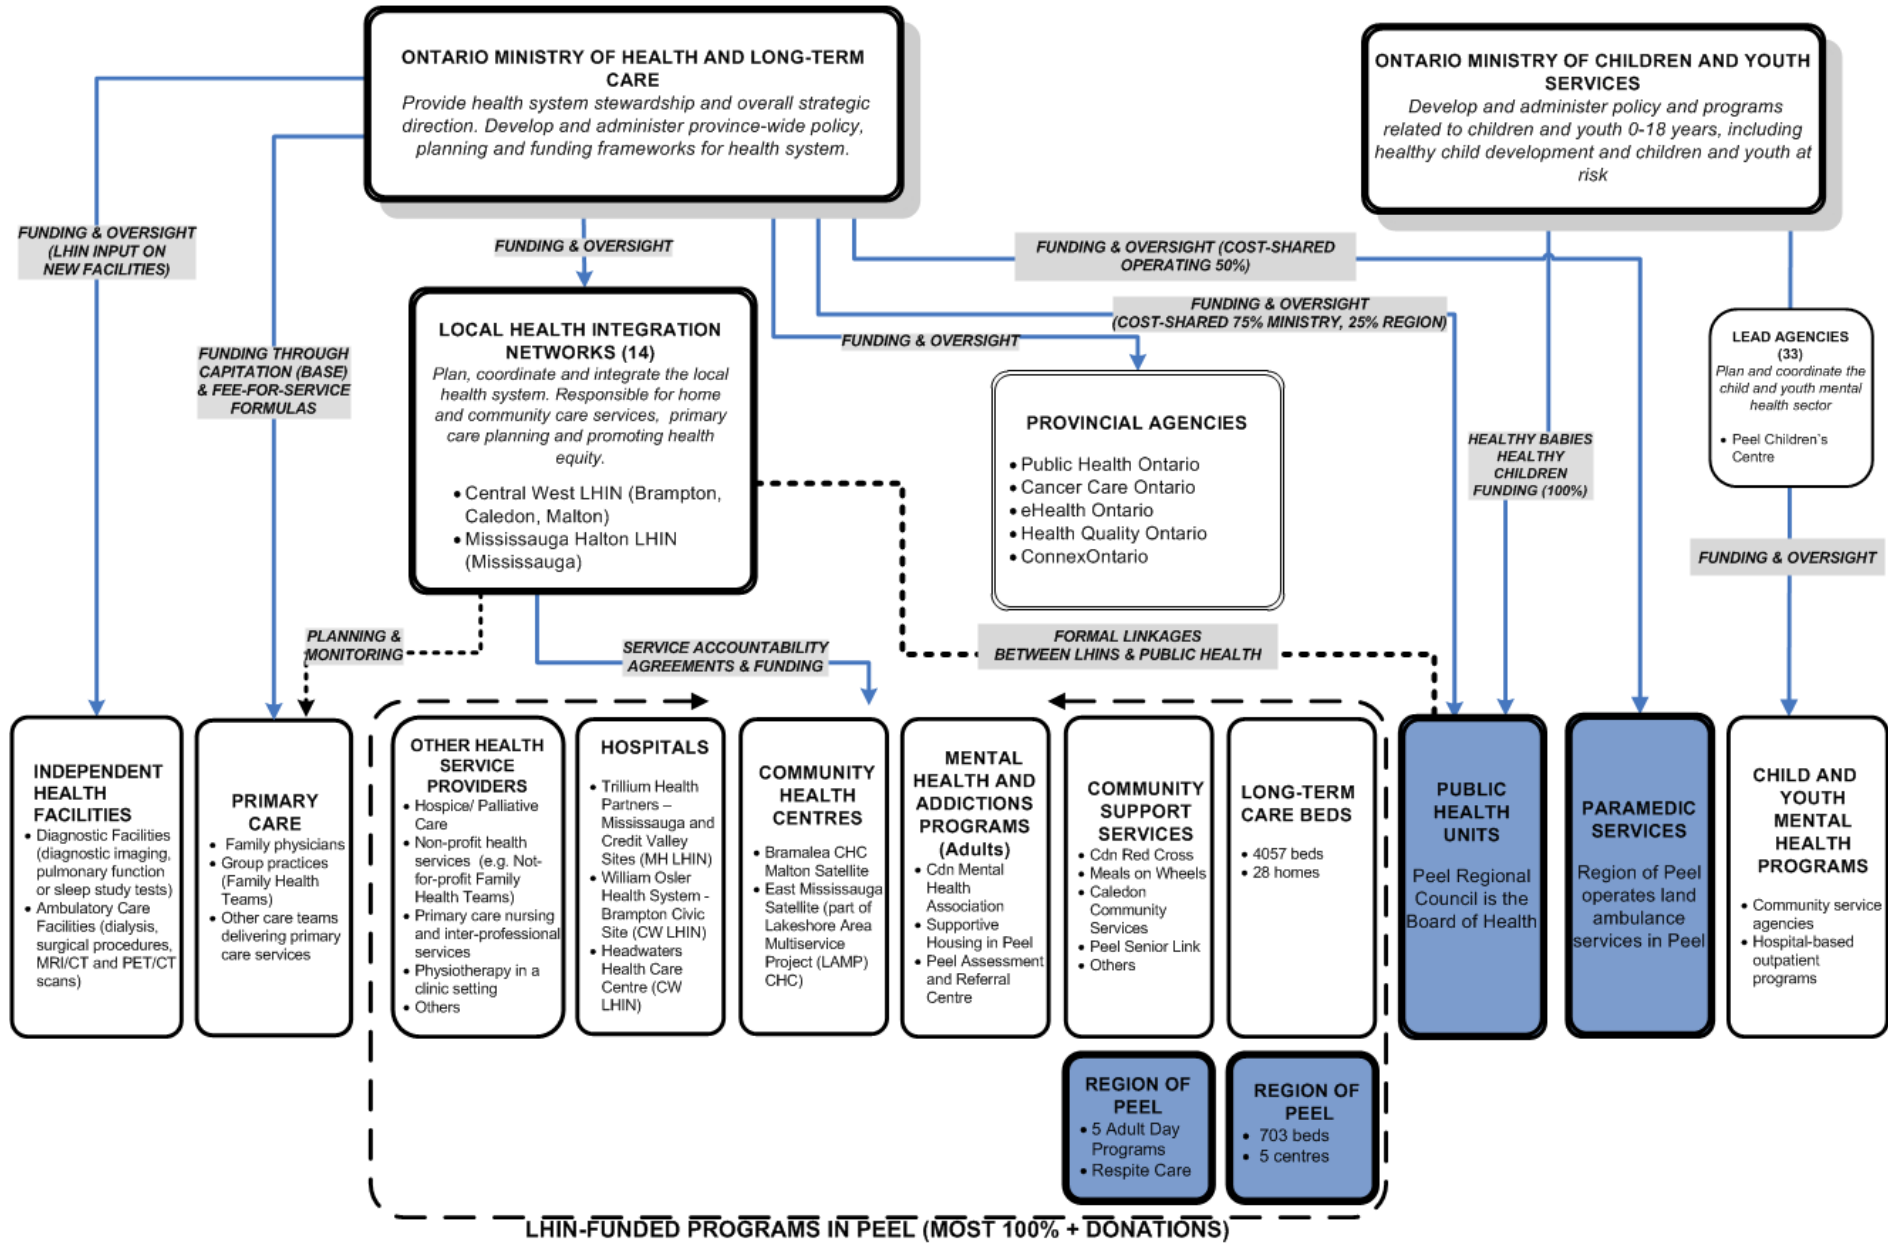 ONTARIO MINISTRY OF HEALTH AND LONG-TERM
CARE
Provide health system stewardship and overall strategic
direction. Develop and administer province-wide policy,
planning and funding frameworks for health system.
ONTARIO MINISTRY OF CHILDREN AND YOUTH
SERVICES
Develop and administer policy and programs
related to children and youth 0-18 years, including
healthy child development and children and youth at
risk
FUNDING & OVERSIGHT
(LHIN INPUT ON
NEW FACILITIES)
FUNDING & OVERSIGHT
FUNDING & OVERSIGHT (COST-SHARED
OPERATING 50%)
FUNDING & OVERSIGHT
(COST-SHARED 75% MINISTRY, 25% REGION)
FUNDING & OVERSIGHT
FUNDING THROUGH
CAPITATION (BASE)
& FEE-FOR-SERVICE
FORMULAS
LOCAL HEALTH INTEGRATION
NETWORKS (14)
Plan, coordinate and integrate the local
health system. Responsible for home
and community care services, primary
care planning and promoting health
equity.
• Central West LHIN (Brampton,
Caledon, Malton)
• Mississauga Halton LHIN
(Mississauga)
PROVINCIAL AGENCIES
• Public Health Ontario
• Cancer Care Ontario
• eHealth Ontario
• Health Quality Ontario
• ConnexOntario
LEAD AGENCIES
(33)
Plan and coordinate the
child and youth mental
health sector
• Peel Children`s
Centre
HEALTHY BABIES
HEALTHY
CHILDREN
FUNDING (100%)
FUNDING & OVERSIGHT
PLANNING &
MONITORING
SERVICE ACCOUNTABILITY
AGREEMENTS & FUNDING
FORMAL LINKAGES
BETWEEN LHINS & PUBLIC HEALTH
INDEPENDENT
HEALTH
FACILITIES
• Diagnostic Facilities
(diagnostic imaging,
pulmonary function
or sleep study tests)
• Ambulatory Care
Facilities (dialysis,
surgical procedures,
MRI/CT and PET/CT
scans)
PRIMARY
CARE
• Family physicians
• Group practices
(Family Health
Teams)
• Other care teams
delivering primary
care services
OTHER HEALTH
SERVICE
PROVIDERS
• Hospice/ Palliative
Care
• Non-profit health
services (e.g. Not-
for-profit Family
Health Teams)
• Primary care nursing
and inter-professional
services
• Physiotherapy in a
clinic setting
• Others
HOSPITALS
• Trillium Health
Partners –
Mississauga and
Credit Valley
Sites (MH LHIN)
• William Osler
Health System -
Brampton Civic
Site (CW LHIN)
• Headwaters
Health Care
Centre (CW
LHIN)
COMMUNITY
HEALTH
CENTRES
• Bramalea CHC
Malton Satellite
• East Mississauga
Satellite (part of
Lakeshore Area
Multiservice
Project (LAMP)
CHC)
MENTAL
HEALTH AND
ADDICTIONS
PROGRAMS
(Adults)
• Cdn Mental
Health
Association
• Supportive
Housing in Peel
• Peel Assessment
and Referral
Centre
COMMUNITY
SUPPORT
SERVICES
• Cdn Red Cross
• Meals on Wheels
• Caledon
Community
Services
• Peel Senior Link
• Others
LONG-TERM
CARE BEDS
• 4057 beds
• 28 homes
PUBLIC
HEALTH
UNITS
Peel Regional
Council is the
Board of Health
PARAMEDIC
SERVICES
Region of Peel
operates land
ambulance
services in Peel
CHILD AND
YOUTH
MENTAL
HEALTH
PROGRAMS
• Community service
agencies
• Hospital-based
outpatient
programs
REGION OF
PEEL
• 5 Adult Day
Programs
• Respite Care
REGION OF
PEEL
• 703 beds
• 5 centres
LHIN-FUNDED PROGRAMS IN PEEL (MOST 100% + DONATIONS)